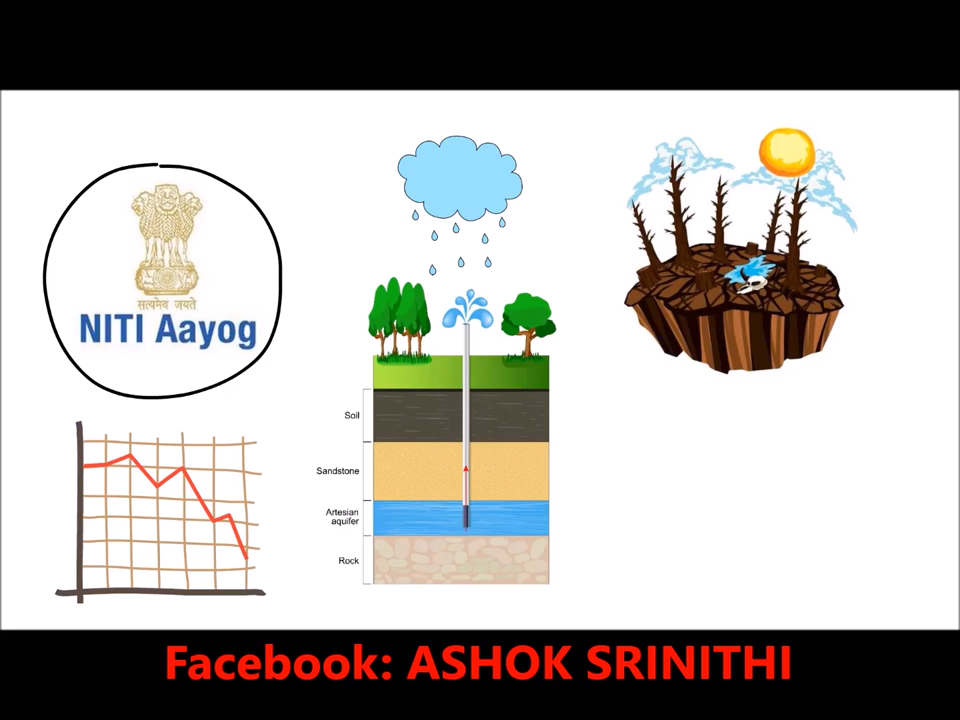 सत्यमेव जयते
NITI Aayog
Soil
Sandstone
Artesian
aquifer
Rock
Facebook: ASHOK SRINITHI